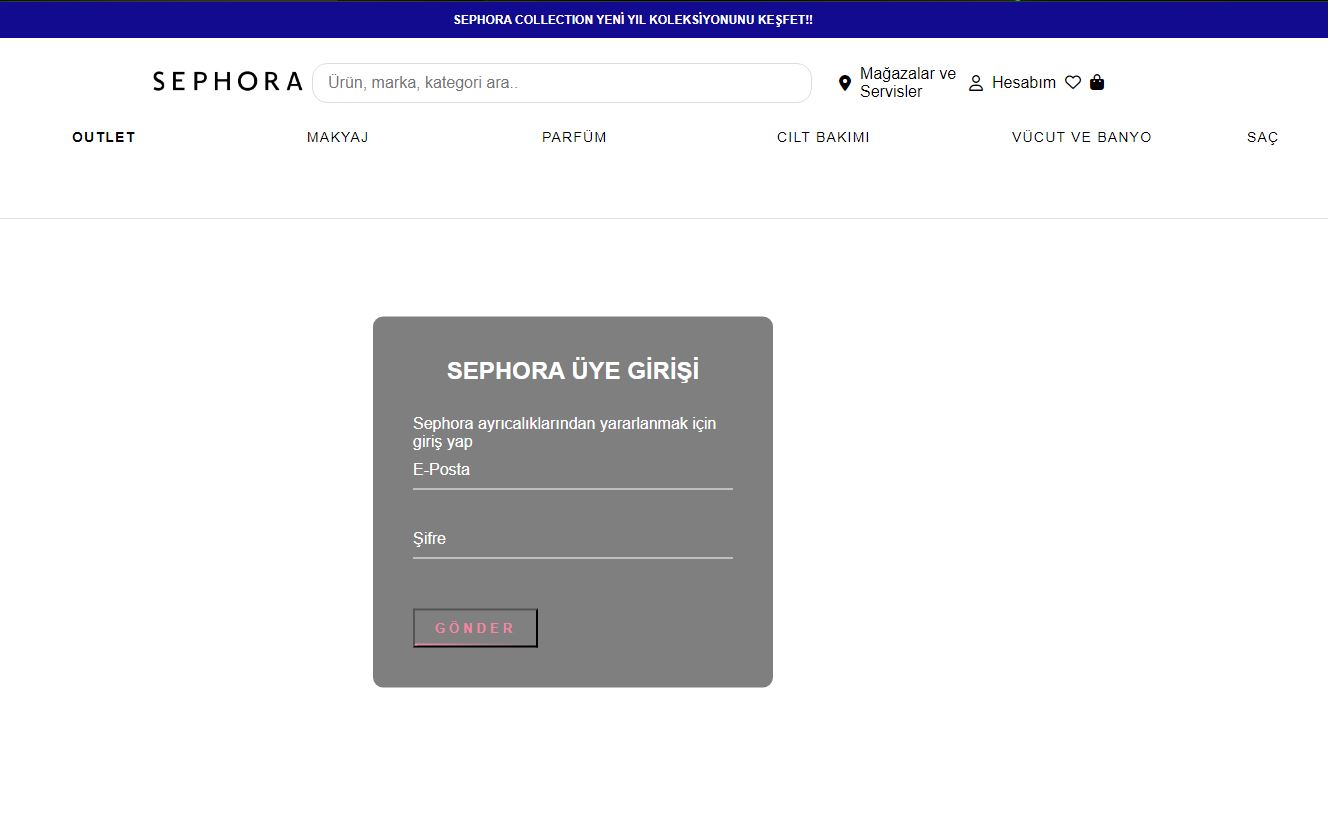 SEPHORA COLLECTION YENİ YIL KOLEKSİYONUNU KEŞFET!!
SEPHORA
Ürün, marka, kategori ara..
Mağazalar ve
Servisler
Hesabım
OUTLET
MAKYAJ
PARFÜM
CILT BAKIMI
VÜCUT VE BANYO
SAÇ
SEPHORA ÜYE GİRİŞİ
Sephora ayrıcalıklarından yararlanmak için
giriş yap
E-Posta
Şifre
GÖNDER